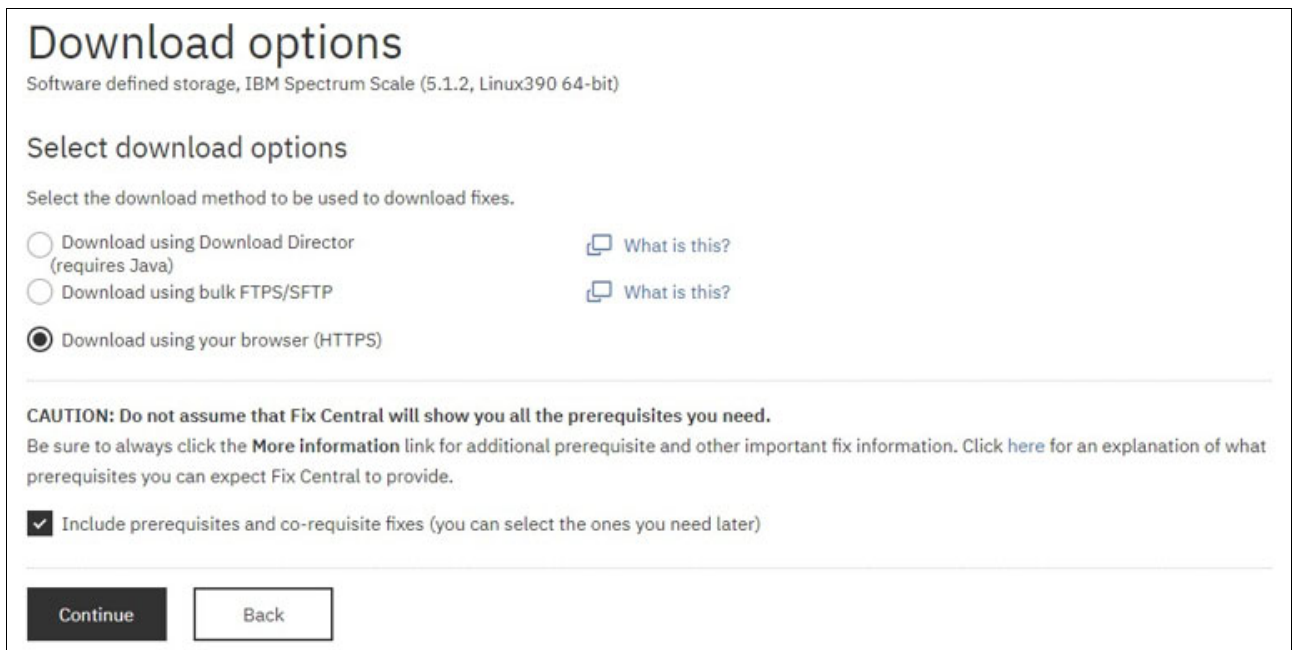 Download options
Software defined storage, IBM Spectrum Scale (5.1.2, Linux390 64-bit)
Select download options
Select the download method to be used to download fixes.
Download using Download Director
(requires Java)
What is this?
Download using bulk FTPS/SFTP
What is this?
Download using your browser (HTTPS)
CAUTION: Do not assume that Fix Central will show you all the prerequisites you need.
Be sure to always click the More information link for additional prerequisite and other important fix information. Click here for an explanation of what
prerequisites you can expect Fix Central to provide.
Include prerequisites and co-requisite fixes (you can select the ones you need later)
Continue
Back